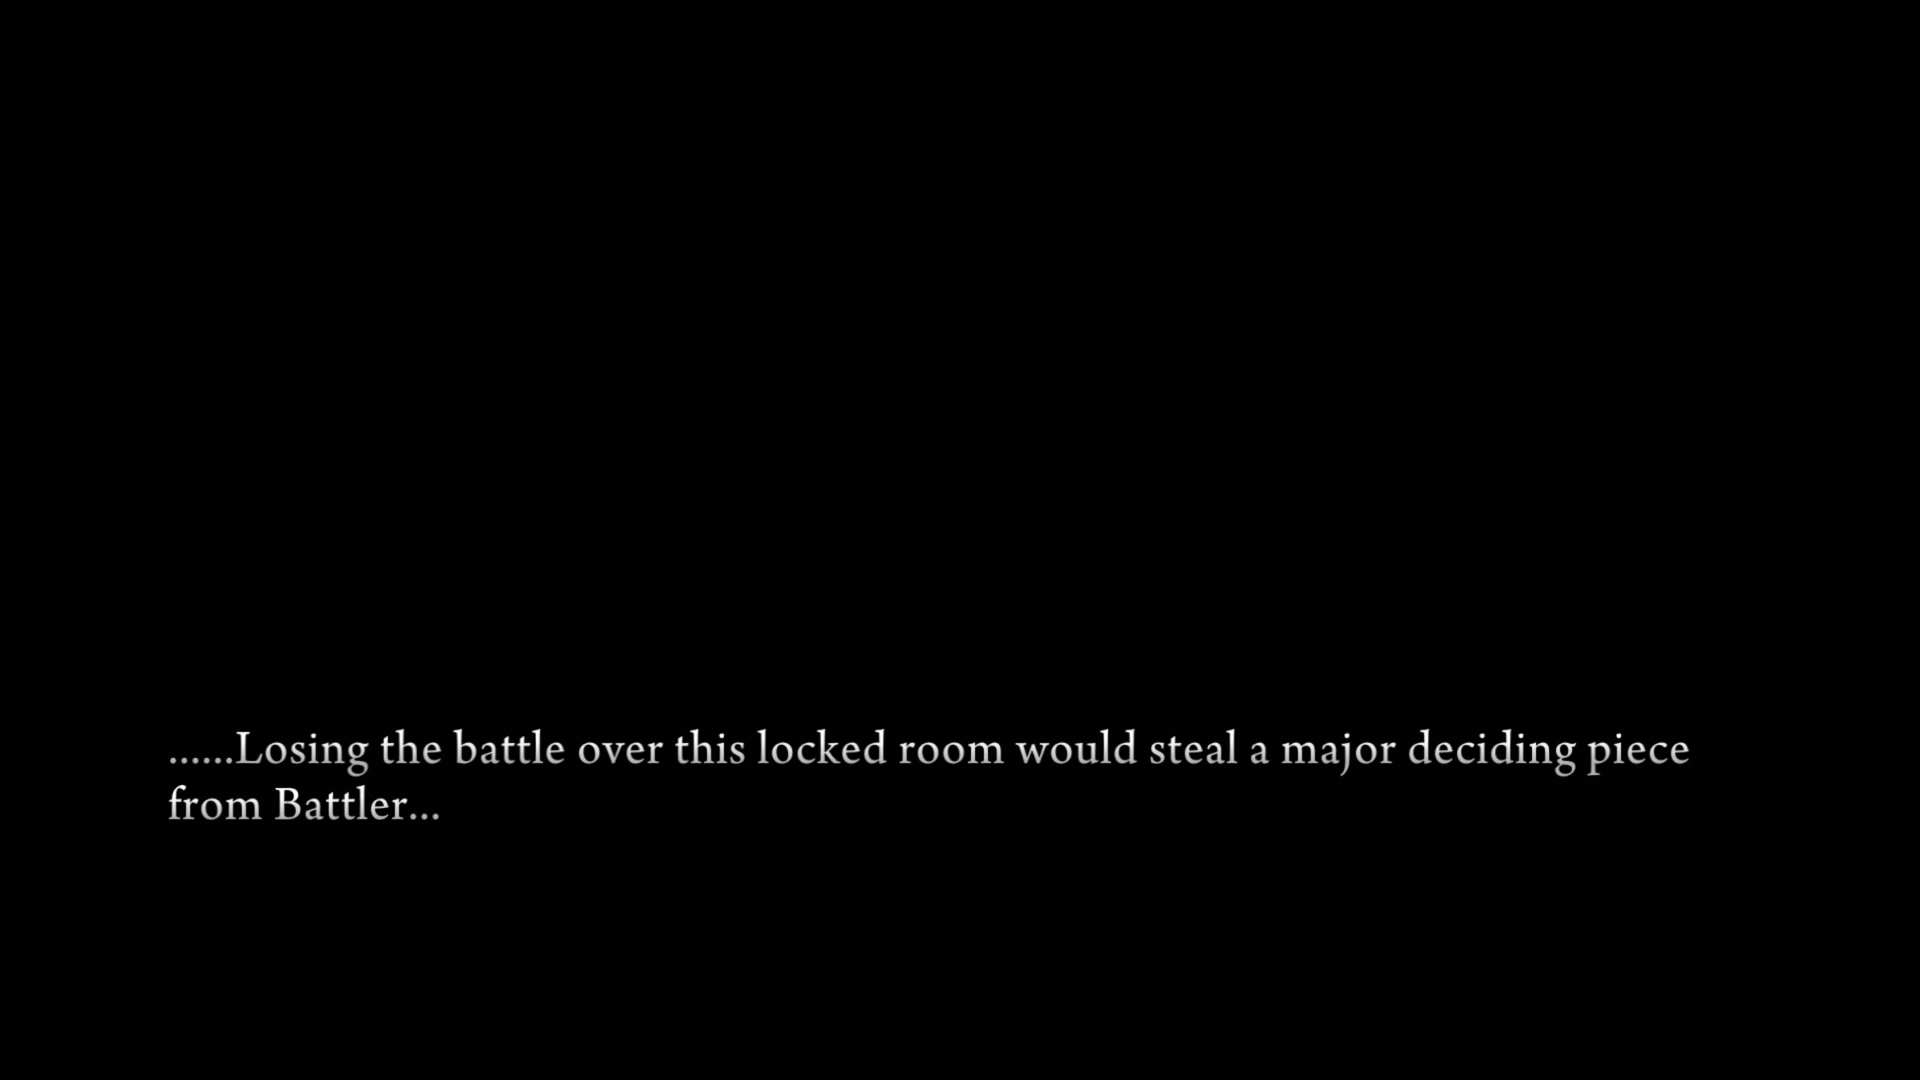 ......Losing the battle over this locked room would steal a major deciding piece
from Battler...